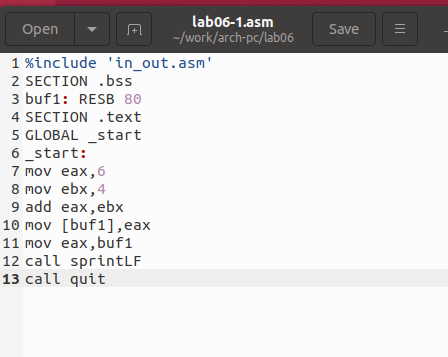 Open
lab06-1.asm
~/work/arch-pc/lab06
Save
1 %include 'in_out.asm'
2 SECTION .bss
3 buf1: RESB 80
4 SECTION .text
5 GLOBAL _start
6 _start:
7 mov eax,6
8 mov ebx,4
9 add eax,ebx
10 mov [buf1],eax
11 mov eax,buf1
12 call sprintLF
13 call quit